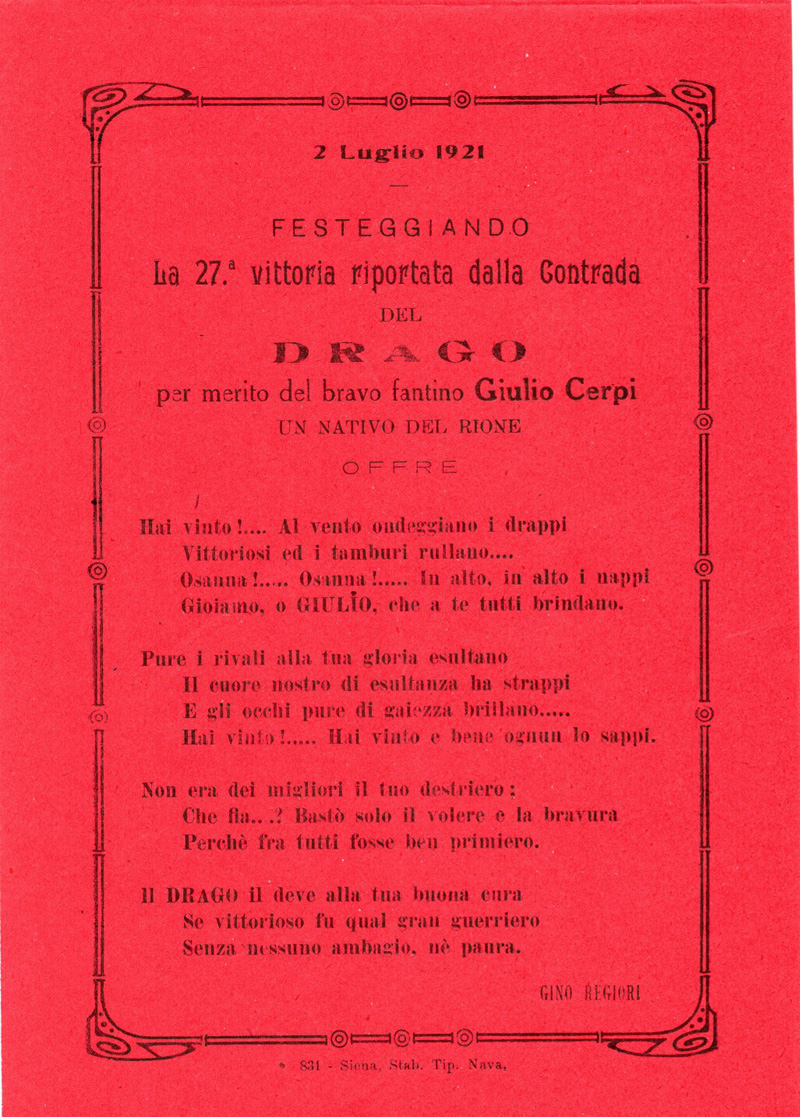 2 Luglio 1921
FESTEGGIANDO
La 27.ª vittoria riportata dalla Contrada
DEL
DRAGO
per merito del bravo fantino Giulio Cerpi
UN NATIVO DEL RIONE
OFFRE
Hai vinto!.... Al vento ondeggiano i drappi
Vittoriosi ed i tamburi rullano....
Osanna!..... Osanna!..... In alto, in alto i nappi
Gioiamo, o GIULIO, che a te tutti brindano.
Pure i rivali alla tua gloria esultano
Il cuore nostro di esultanza ha strappi
E gli occhi pure di gaiezza brillano.....
Hai vinto!..... Hai vinto e bene ognun lo sappi.
Non era dei migliori il tuo destriero:
Che fia....? Bastò solo il volere e la bravura
Perchè fra tutti fosse ben primiero.
Il DRAGO il deve alla tua buona cura
Se vittorioso fu qual gran guerriero
Senza nessuno ambagio, nè paura.
GINO REGIORI
831 - Siena, Stab. Tip. Nava,